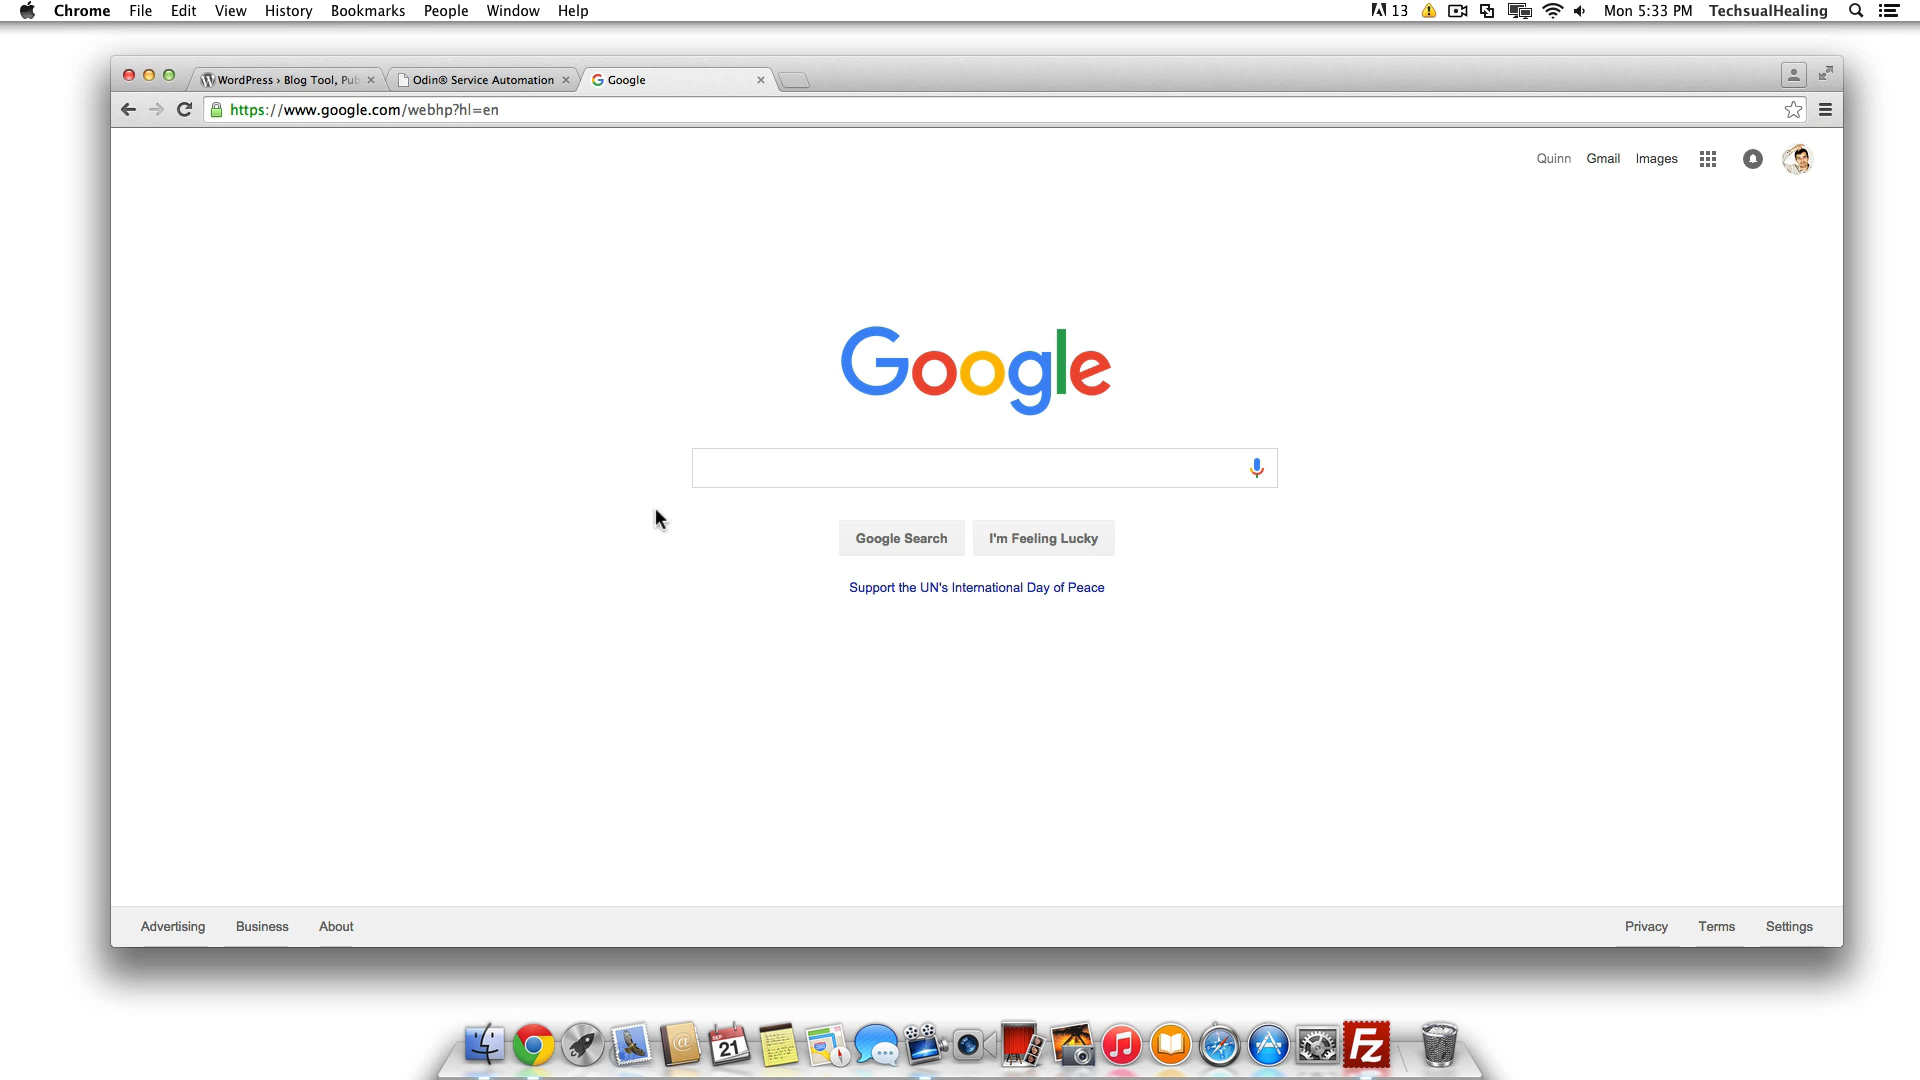 Chrome File Edit View History Bookmarks People Window Help 13 Mon 5:33 PM TechsualHealing
WordPress › Blog Tool, Pub Odin® Service Automation Google
https://www.google.com/webhp?hl=en
Quinn Gmail Images
Google
Google Search I'm Feeling Lucky
Support the UN's International Day of Peace
Advertising Business About Privacy Terms Settings
SEP
21
Fz